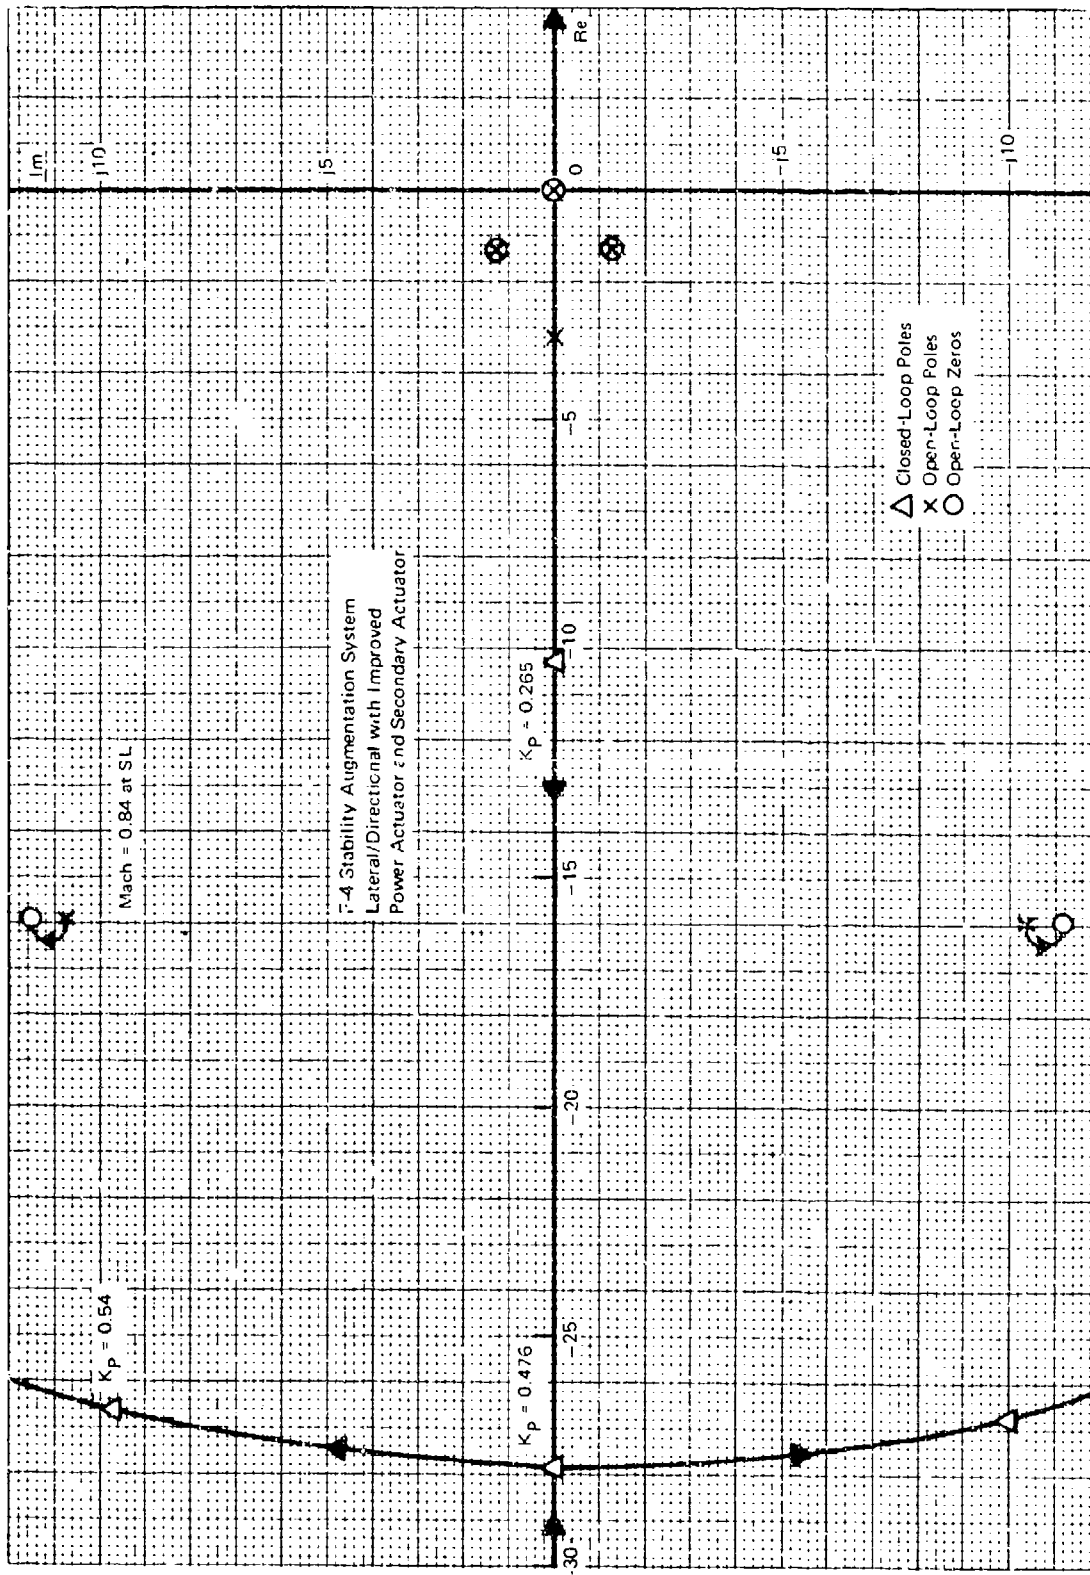 Im
j10
j5
-j5
-j10
Re
0
-5
-10
-15
-20
-25
-30
Mach = 0.84 at S.L.
F-4 Stability Augmentation System
Lateral/Directional with Improved
Power Actuator and Secondary Actuator
Kp = 0.265
Kp = 0.476
Kp = 0.54
△ Closed-Loop Poles
× Open-Loop Poles
○ Open-Loop Zeros